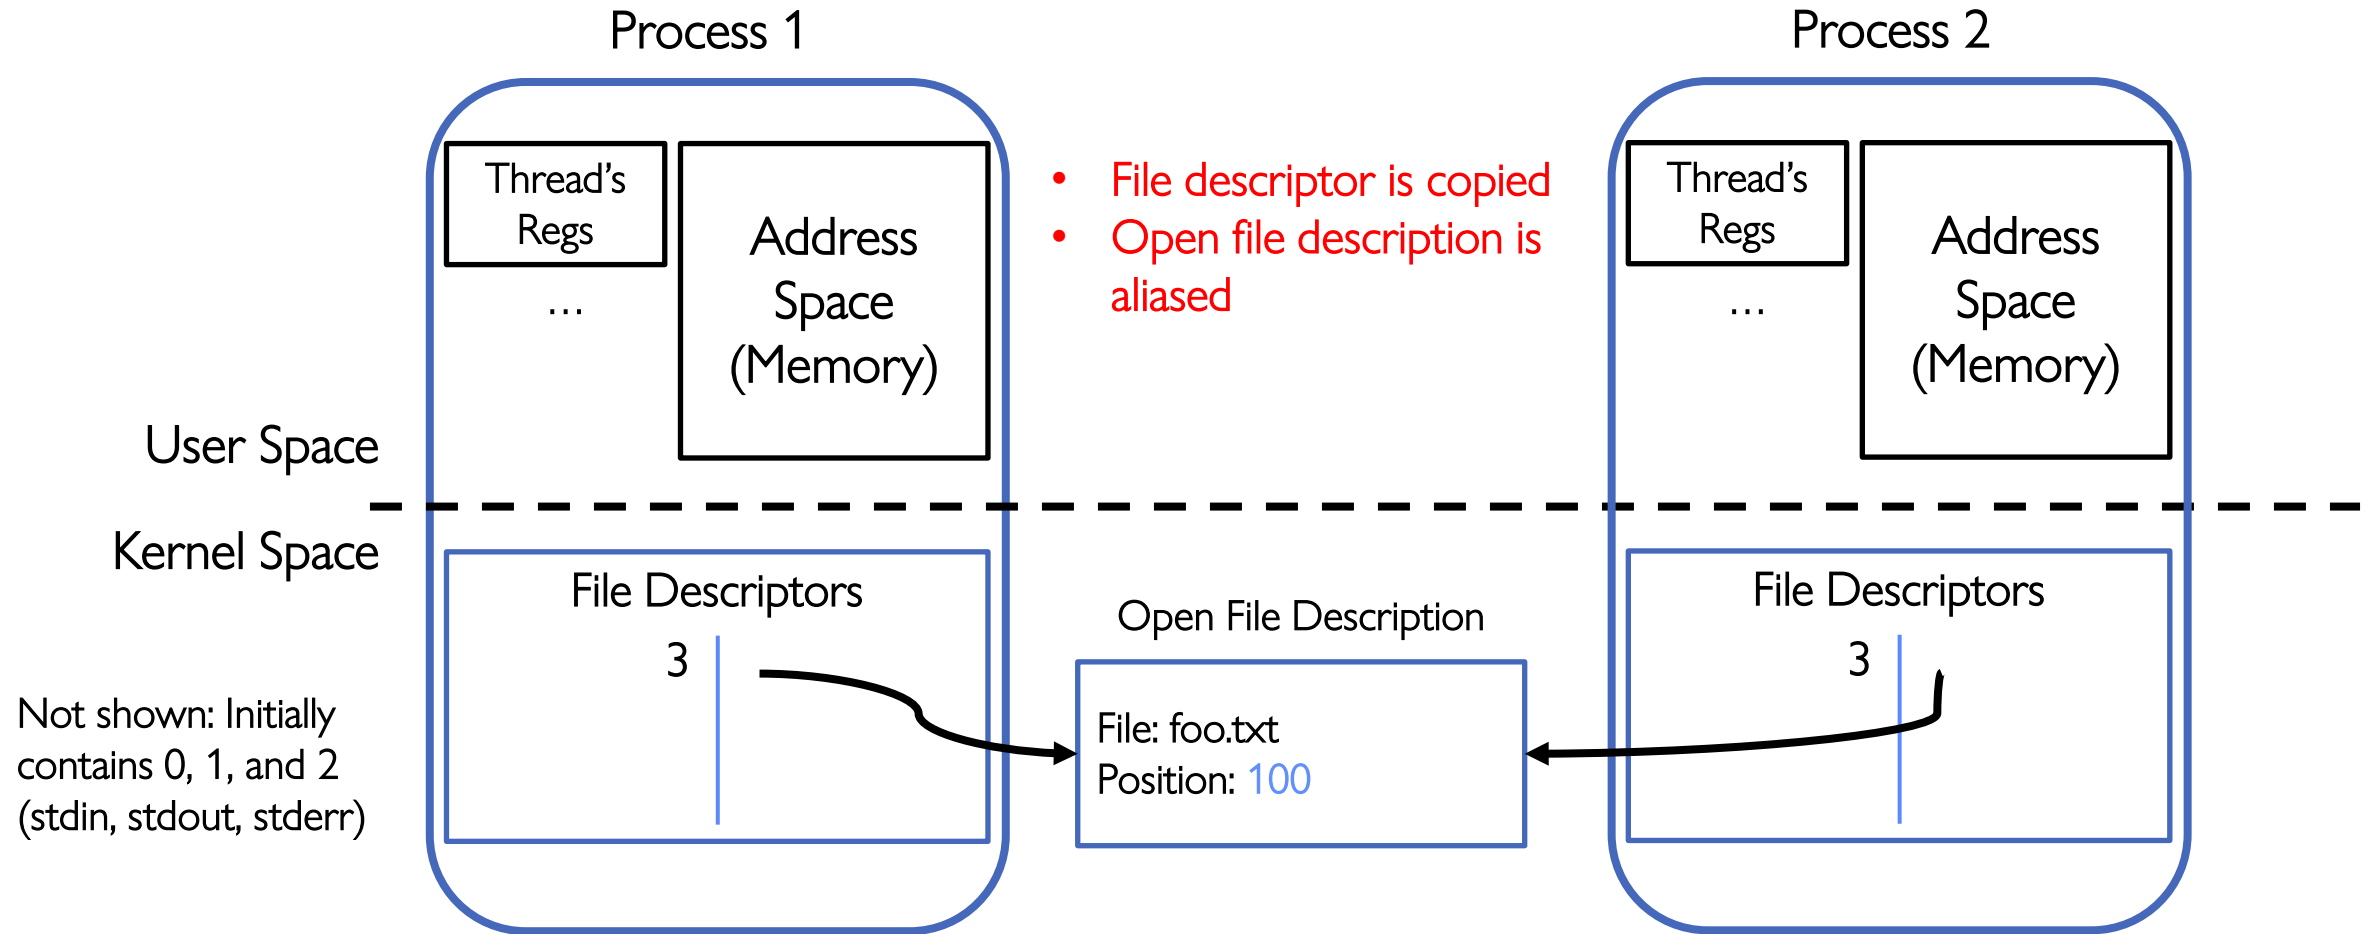 Process 1
Process 2
Thread's
Regs
...
Address
Space
(Memory)
• File descriptor is copied
• Open file description is
aliased
Thread's
Regs
...
Address
Space
(Memory)
User Space
Kernel Space
File Descriptors
3
Open File Description
File: foo.txt
Position: 100
File Descriptors
3
Not shown: Initially
contains 0, 1, and 2
(stdin, stdout, stderr)